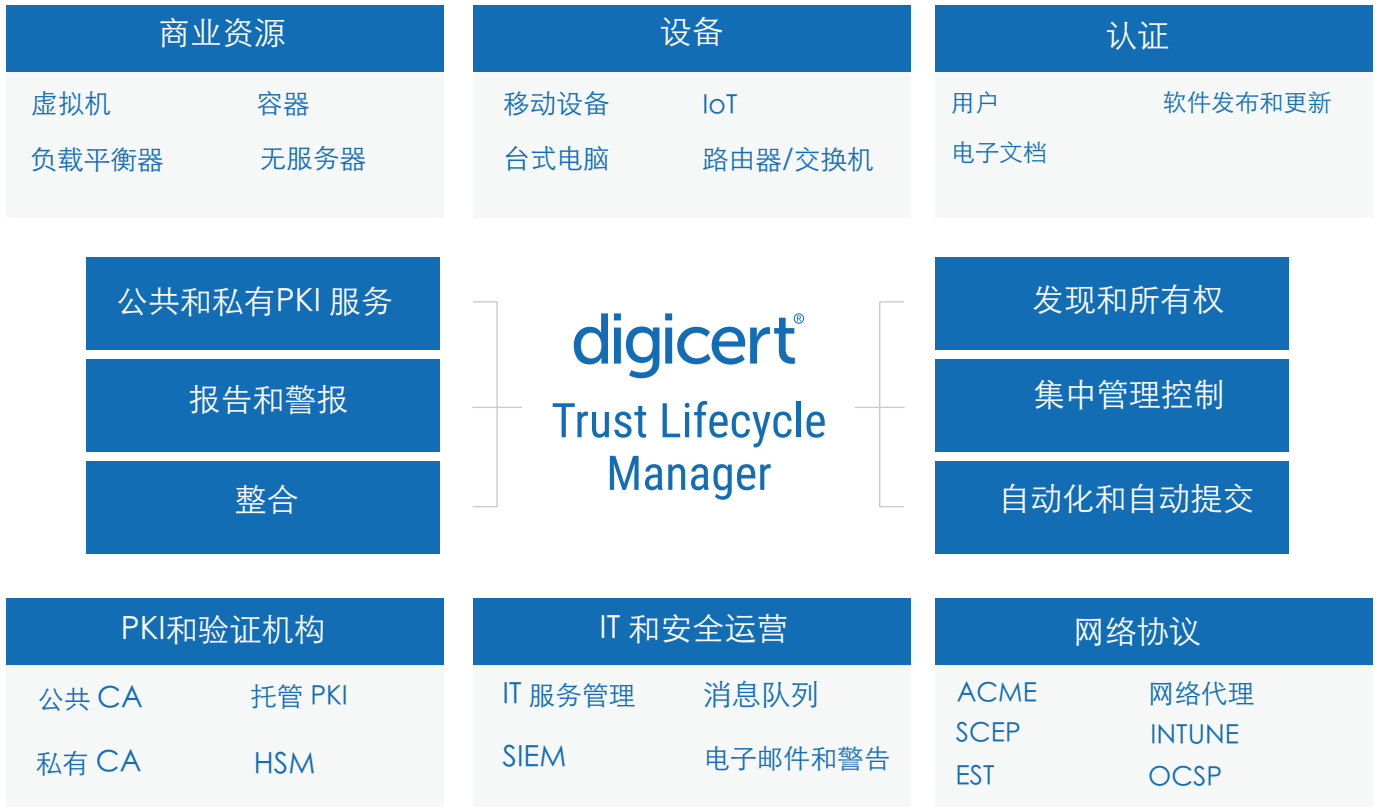 商业资源
虚拟机 容器
负载平衡器 无服务器
设备
移动设备 IoT
台式电脑 路由器/交换机
认证
用户 软件发布和更新
电子文档
公共和私有PKI 服务
报告和警报
整合
digicert®
Trust Lifecycle
Manager
发现和所有权
集中管理控制
自动化和自动提交
PKI和验证机构
公共 CA 托管 PKI
私有 CA HSM
IT 和安全运营
IT 服务管理 消息队列
SIEM 电子邮件和警告
网络协议
ACME 网络代理
SCEP INTUNE
EST OCSP